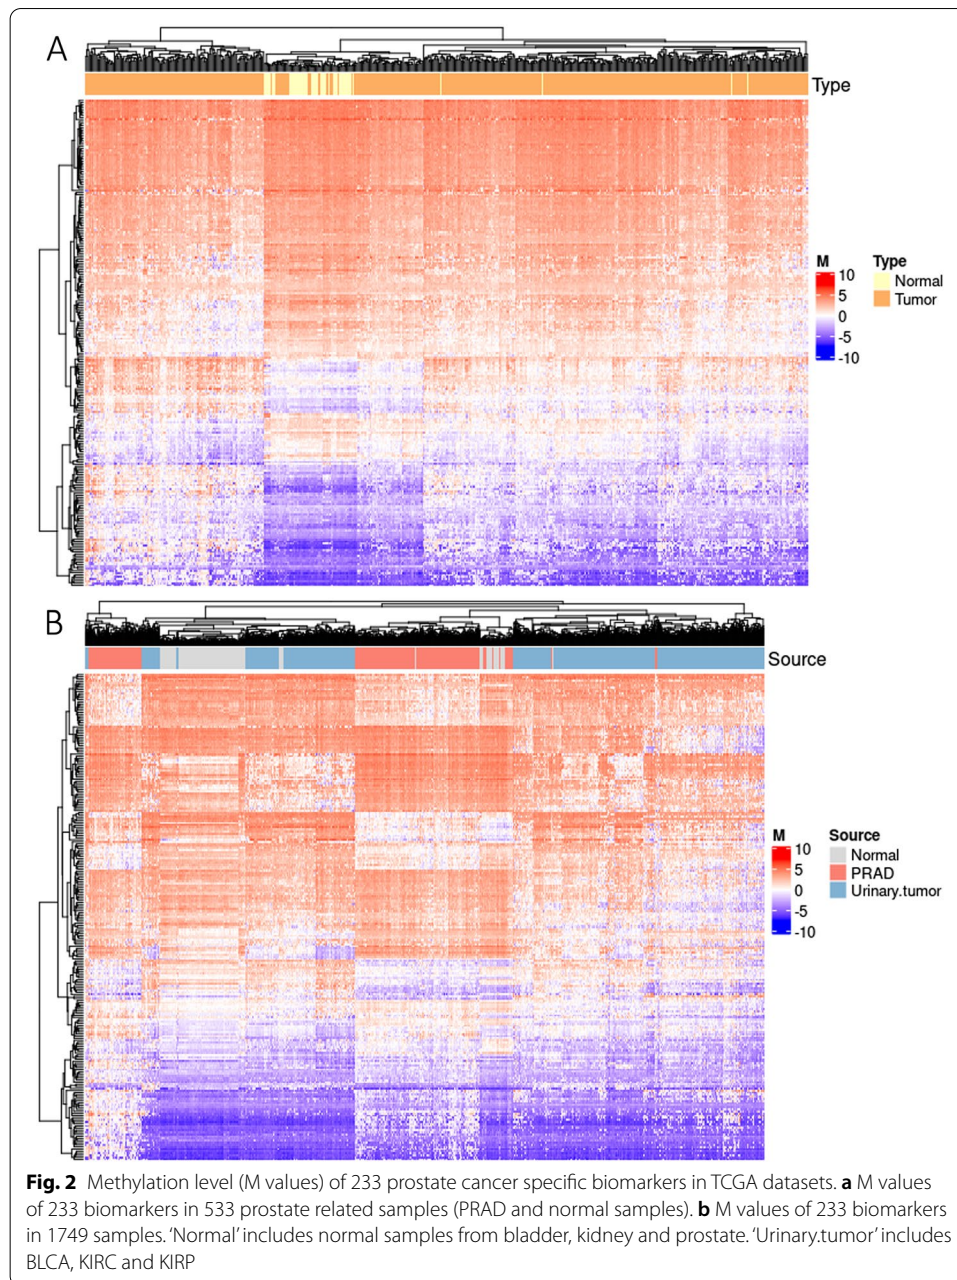 A
Type
M
10
5
0
-5
-10
Type
Normal
Tumor
B
Source
M
10
5
0
-5
-10
Source
Normal
PRAD
Urinary.tumor
Fig. 2 Methylation level (M values) of 233 prostate cancer specific biomarkers in TCGA datasets. a M values
of 233 biomarkers in 533 prostate related samples (PRAD and normal samples). b M values of 233 biomarkers
in 1749 samples. ‘Normal’ includes normal samples from bladder, kidney and prostate. ‘Urinary.tumor’ includes
BLCA, KIRC and KIRP